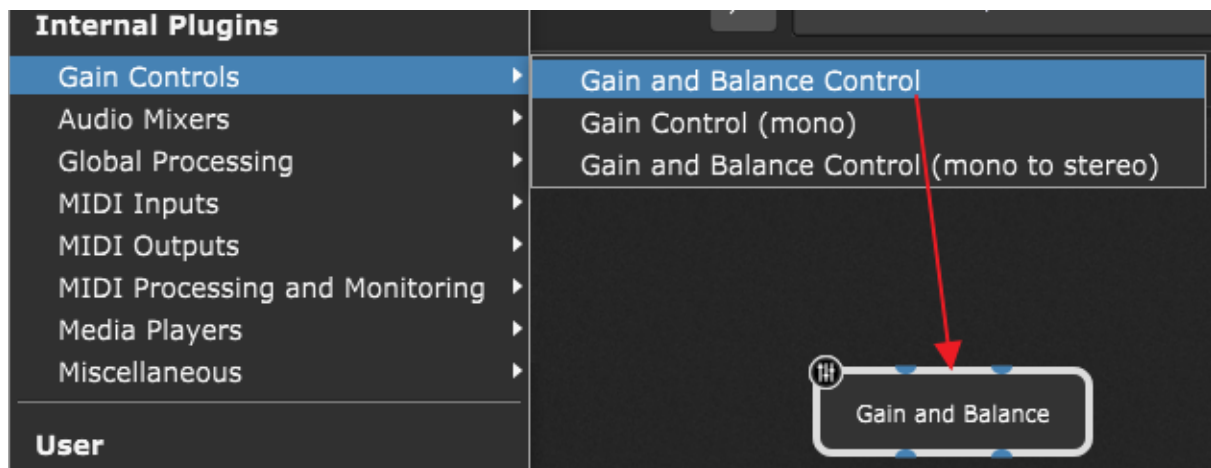 Internal Plugins
Gain Controls
Audio Mixers
Global Processing
MIDI Inputs
MIDI Outputs
MIDI Processing and Monitoring
Media Players
Miscellaneous
User
Gain and Balance Control
Gain Control (mono)
Gain and Balance Control (mono to stereo)
Gain and Balance